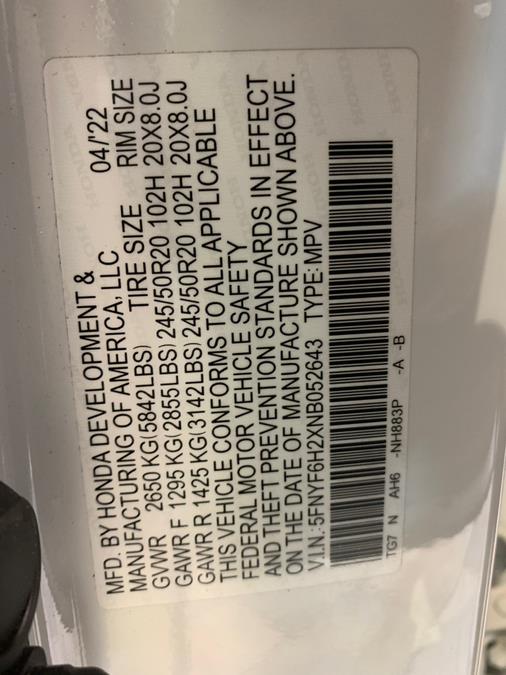 MFD. BY HONDA DEVELOPMENT & 04/'22
MANUFACTURING OF AMERICA, LLC TIRE SIZE RIM SIZE
GVWR 2650 KG(5842LBS)
GAWR F 1295 KG(2855LBS) 245/50R20 102H 20X8.0J
GAWR R 1425 KG(3142LBS) 245/50R20 102H 20X8.0J
THIS VEHICLE CONFORMS TO ALL APPLICABLE
FEDERAL MOTOR VEHICLE SAFETY
AND THEFT PREVENTION STANDARDS IN EFFECT
ON THE DATE OF MANUFACTURE SHOWN ABOVE.
V.I.N.: 5FNYF6H2XNB052643 TYPE: MPV
TG7 N AH6 -NH883P -A -B